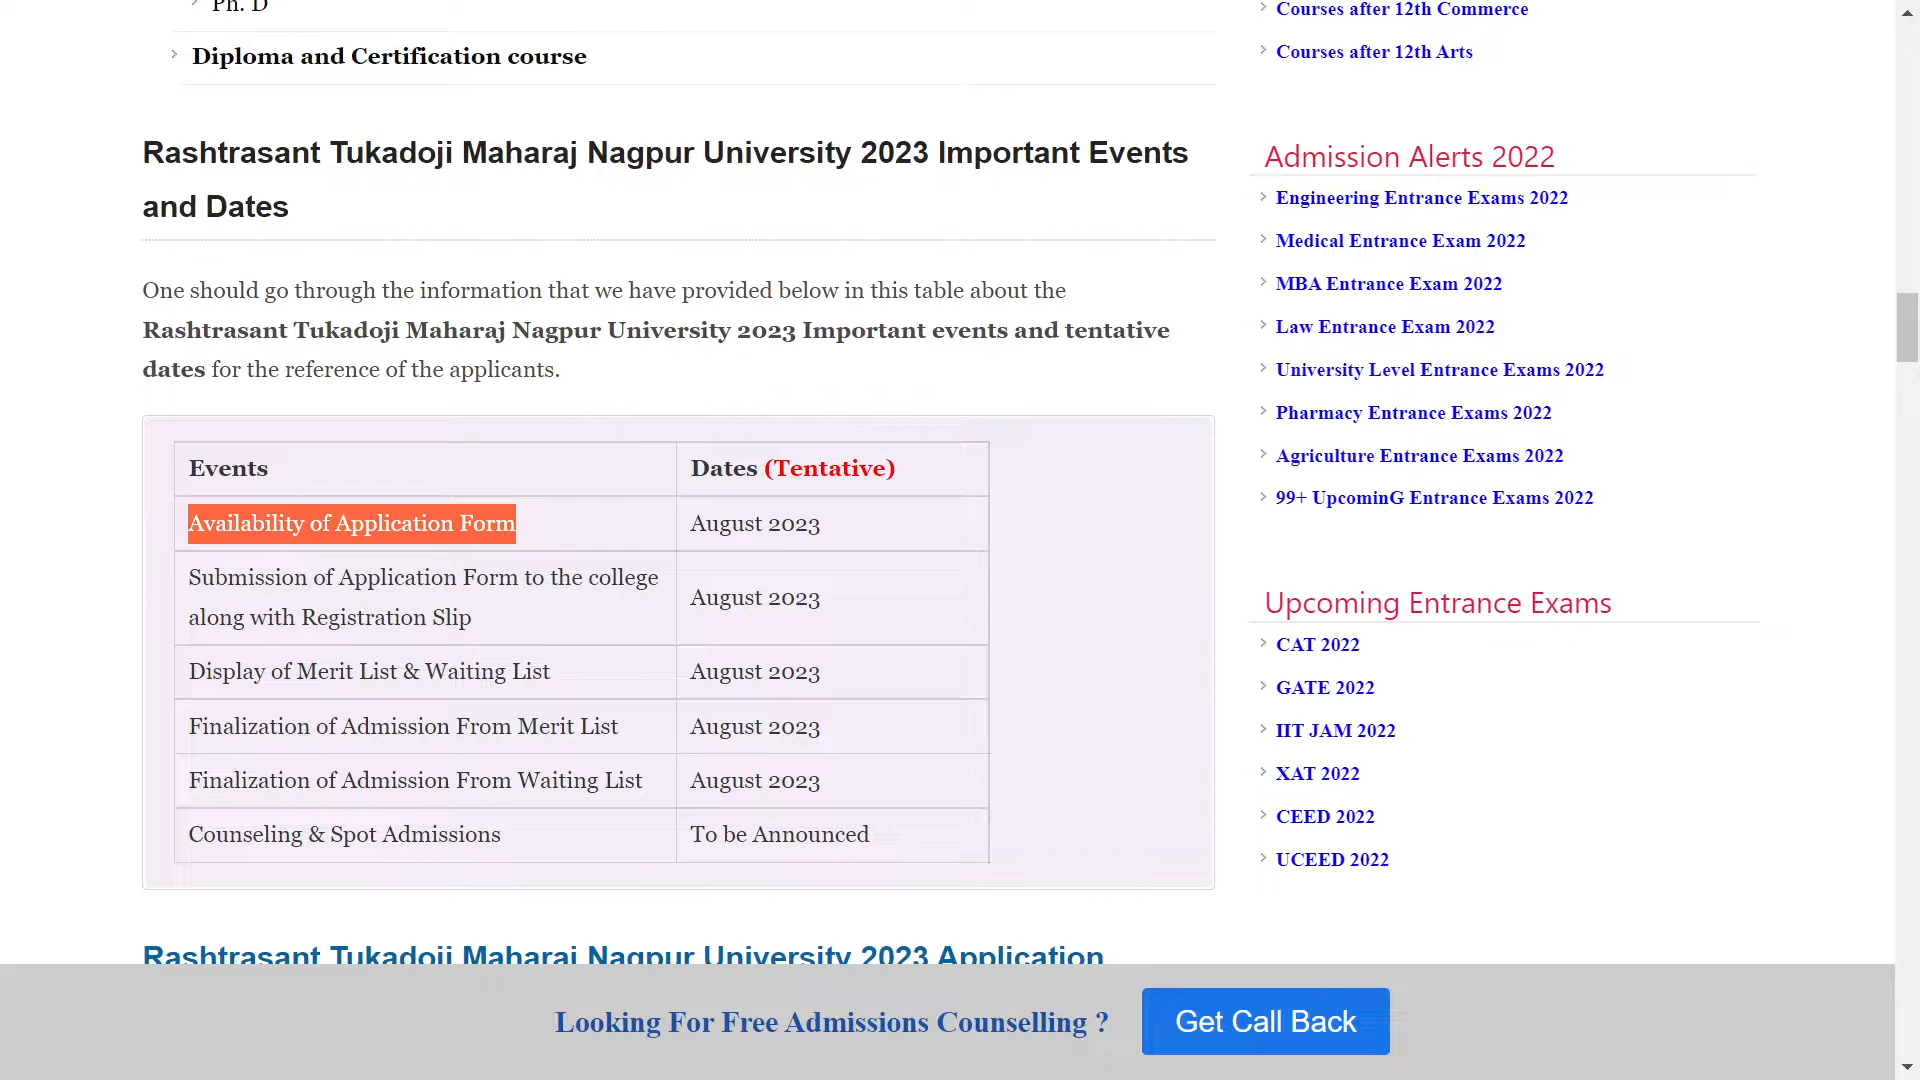 Ph. D
Diploma and Certification course
Rashtrasant Tukadoji Maharaj Nagpur University 2023 Important Events
and Dates
One should go through the information that we have provided below in this table about the
Rashtrasant Tukadoji Maharaj Nagpur University 2023 Important events and tentative
dates for the reference of the applicants.
Events Dates (Tentative)
Availability of Application Form August 2023
Submission of Application Form to the college
along with Registration Slip August 2023
Display of Merit List & Waiting List August 2023
Finalization of Admission From Merit List August 2023
Finalization of Admission From Waiting List August 2023
Counseling & Spot Admissions To be Announced
Rashtrasant Tukadoji Maharaj Nagpur University 2023 Application
Courses after 12th Commerce
Courses after 12th Arts
Admission Alerts 2022
Engineering Entrance Exams 2022
Medical Entrance Exam 2022
MBA Entrance Exam 2022
Law Entrance Exam 2022
University Level Entrance Exams 2022
Pharmacy Entrance Exams 2022
Agriculture Entrance Exams 2022
99+ UpcominG Entrance Exams 2022
Upcoming Entrance Exams
CAT 2022
GATE 2022
IIT JAM 2022
XAT 2022
CEED 2022
UCEED 2022
Looking For Free Admissions Counselling ? Get Call Back